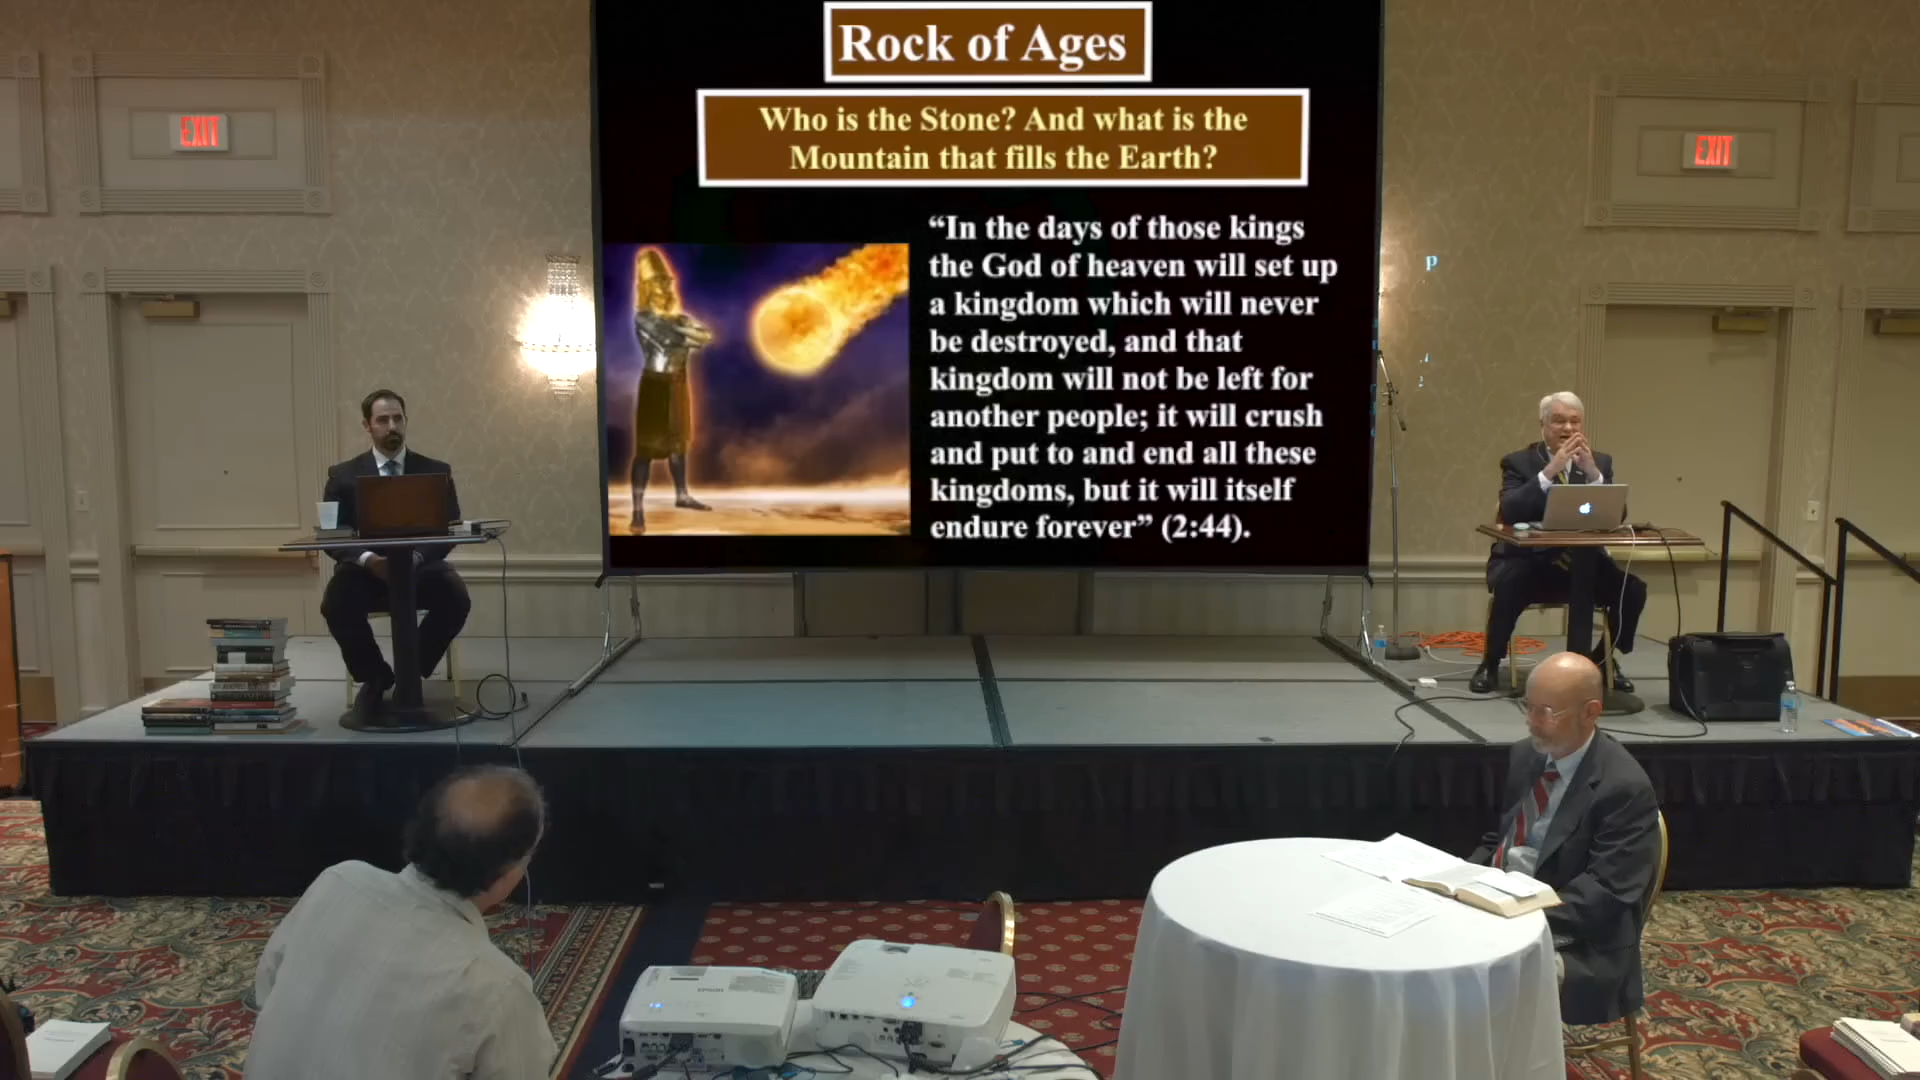 Rock of Ages
Who is the Stone? And what is the
Mountain that fills the Earth?
EXIT
EXIT
"In the days of those kings
the God of heaven will set up
a kingdom which will never
be destroyed, and that
kingdom will not be left for
another people; it will crush
and put to and end all these
kingdoms, but it will itself
endure forever" (2:44).
p
EPSON